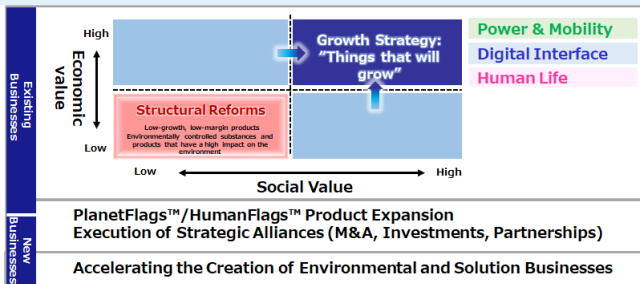 Existing
Businesses
Economic
value
High
Low
Growth Strategy:
“Things that will
grow”
Structural Reforms
Low-growth, low-margin products
Environmentally controlled substances and
products that have a high impact on the
environment
Low
High
Social Value
Power & Mobility
Digital Interface
Human Life
New
Businesses
PlanetFlags™/HumanFlags™ Product Expansion
Execution of Strategic Alliances (M&A, Investments, Partnerships)
Accelerating the Creation of Environmental and Solution Businesses